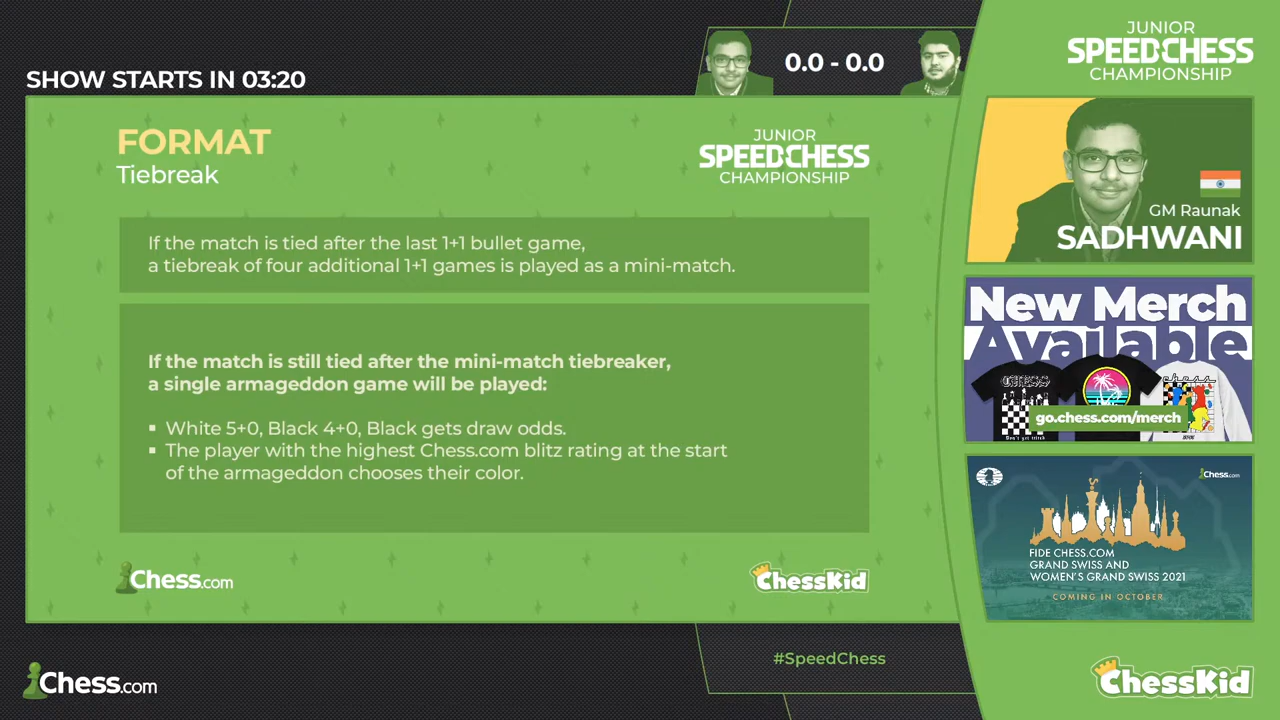 SHOW STARTS IN 03:20
0.0 - 0.0
JUNIOR
SPEEDCHESS
CHAMPIONSHIP
FORMAT
Tiebreak
JUNIOR
SPEEDCHESS
CHAMPIONSHIP
If the match is tied after the last 1+1 bullet game,
a tiebreak of four additional 1+1 games is played as a mini-match.
If the match is still tied after the mini-match tiebreaker,
a single armageddon game will be played:
▪ White 5+0, Black 4+0, Black gets draw odds.
▪ The player with the highest Chess.com blitz rating at the start
of the armageddon chooses their color.
Chess.com
ChessKid
GM Raunak
SADHWANI
New Merch
Available
CHESS
Don't get stuck
chess
go.chess.com/merch
Chess.com
FIDE CHESS.COM
GRAND SWISS AND
WOMEN'S GRAND SWISS 2021
COMING IN OCTOBER
#SpeedChess
Chess.com
ChessKid